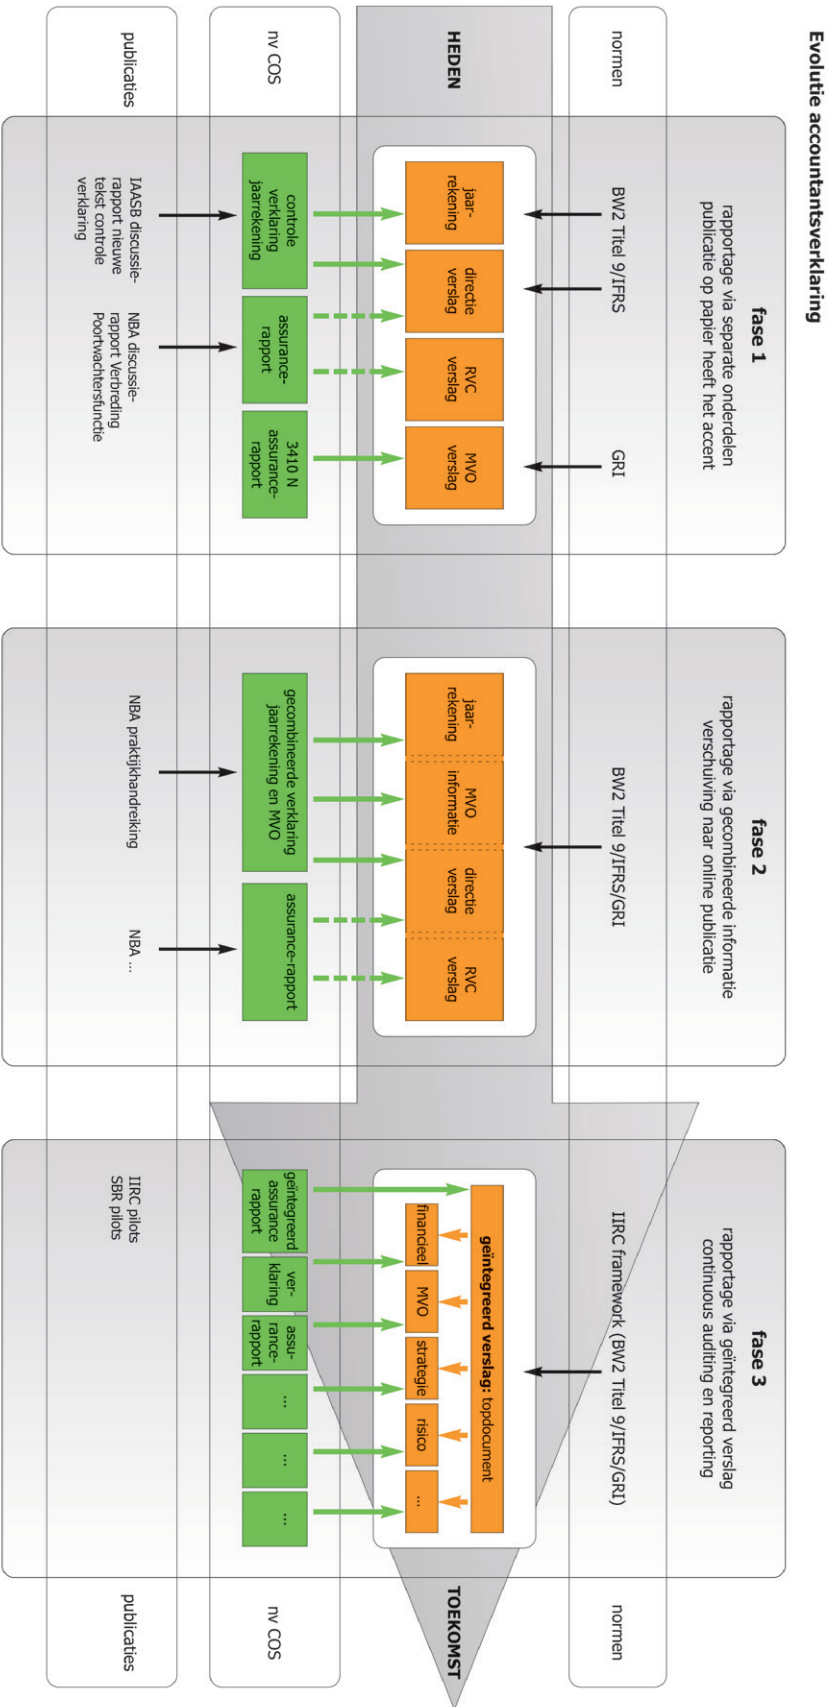 Evolutie accountantsverklaring
normen
HEDEN
nv COS
publicaties
fase 1
rapportage via separate onderdelen
publicatie op papier heeft het accent
BW2 Titel 9/IFRS
GRI
jaar-
rekening
directie
verslag
RVC
verslag
MVO
verslag
controle
verklaring
jaarrekening
assurance-
rapport
3410 N
assurance-
rapport
IAASB discussie-
rapport nieuwe
tekst controle
verklaring
NBA discussie-
rapport Verbreding
Poortwachtersfunctie
fase 2
rapportage via gecombineerde informatie
verschuiving naar online publicatie
BW2 Titel 9/IFRS/GRI
jaar-
rekening
MVO
informatie
directie
verslag
RVC
verslag
gecombineerde verklaring
jaarrekening en MVO
assurance-rapport
NBA praktijkhandreiking
NBA ...
fase 3
rapportage via geïntegreerd verslag
continuous auditing en reporting
IIRC framework (BW2 Titel 9/IFRS/GRI)
geïntegreerd verslag: topdocument
financieel
MVO
strategie
risico
...
geïntegreerd
assurance
rapport
ver-
klaring
assu-
rance-
rapport
...
...
...
IIRC pilots
SBR pilots
normen
TOEKOMST
nv COS
publicaties